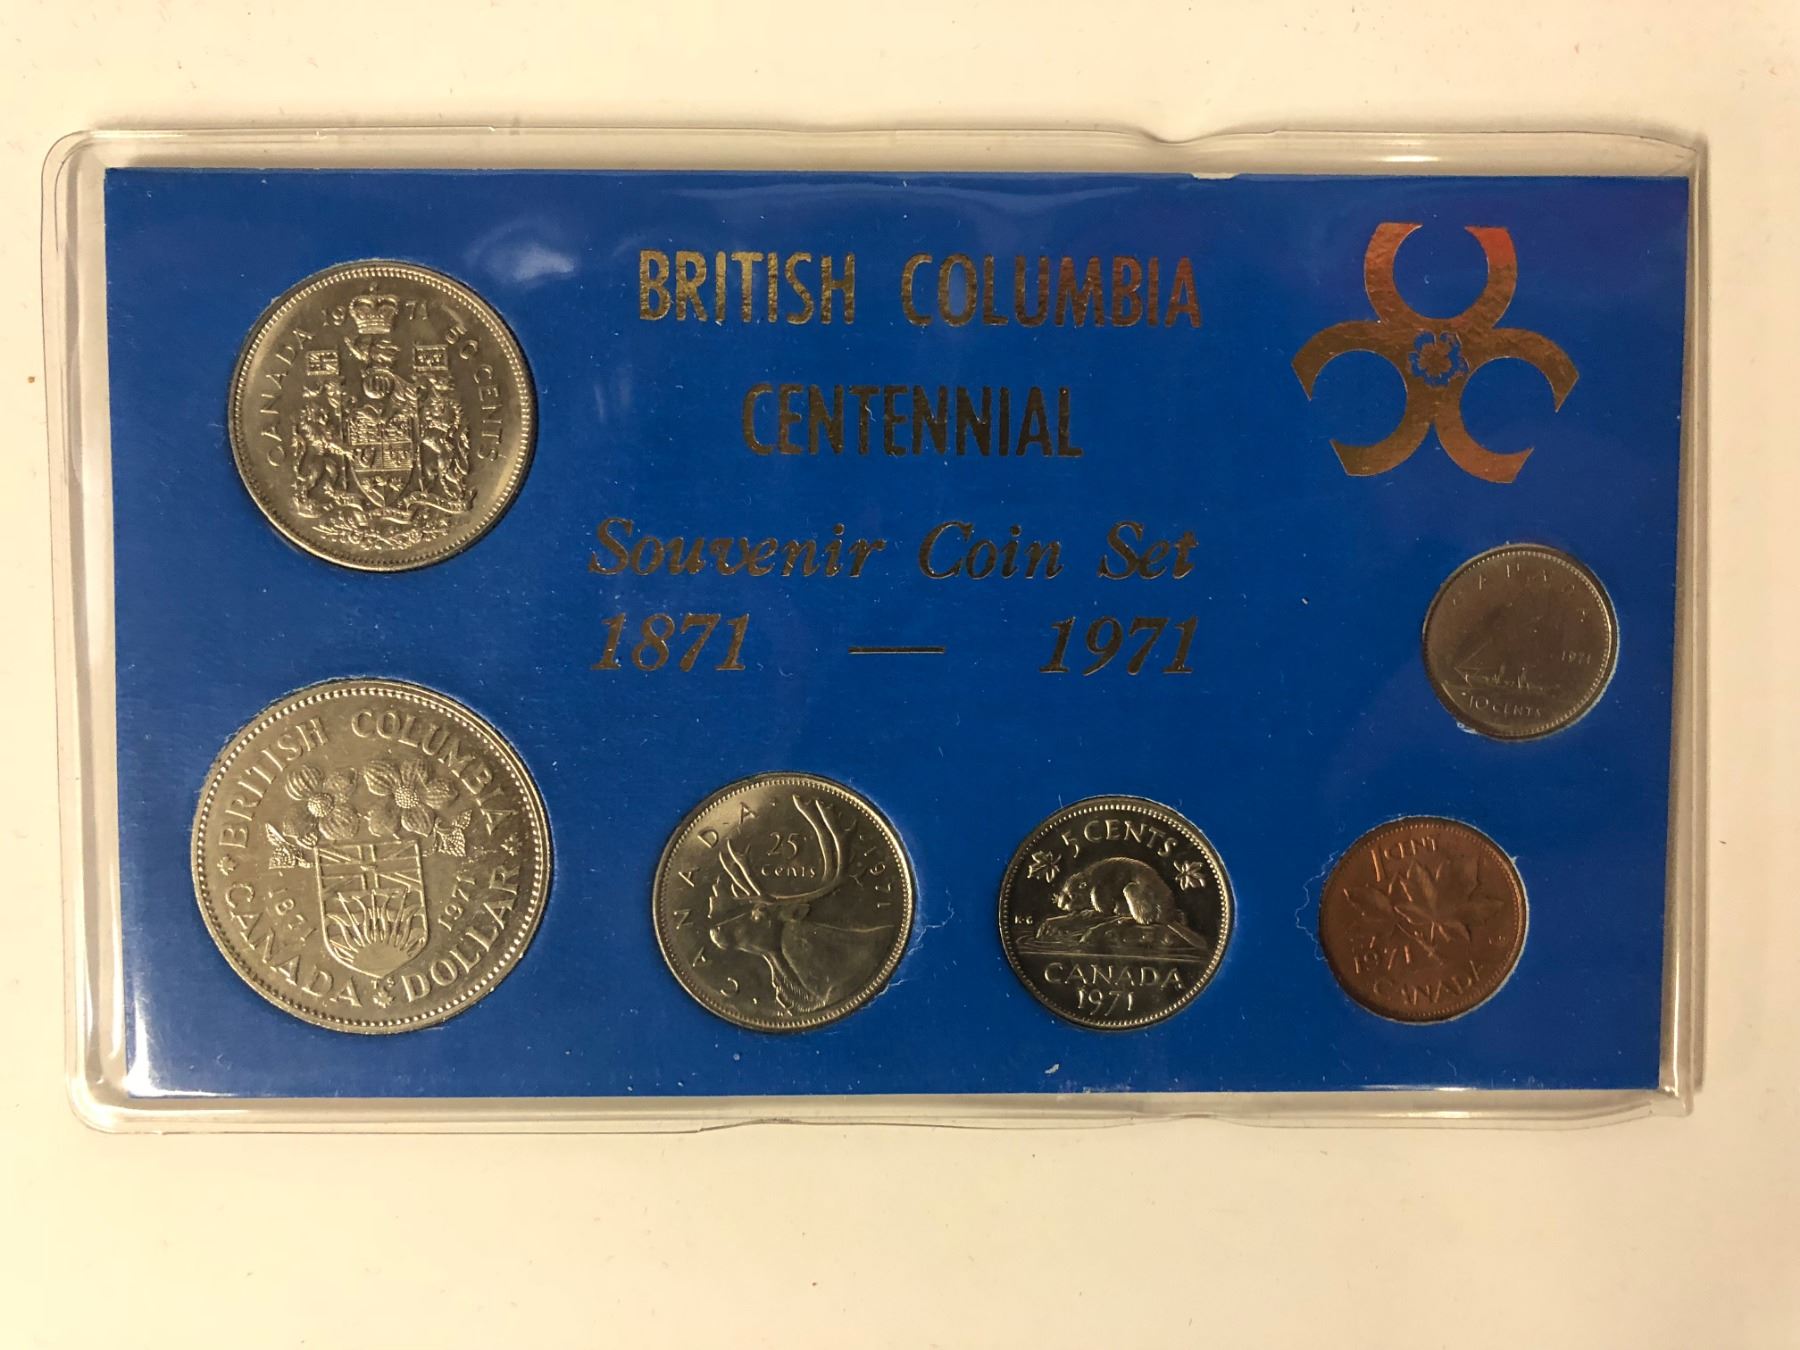 BRITISH COLUMBIA
CENTENNIAL
Souvenir Coin Set
1871 — 1971
CANADA 1971 50 CENTS
BRITISH COLUMBIA
1871 1971
CANADA DOLLAR
CANADA 1971
25
cents
5 CENTS
K·G
CANADA
1971
CANADA
1971
10 CENTS
1 CENT
1971
CANADA